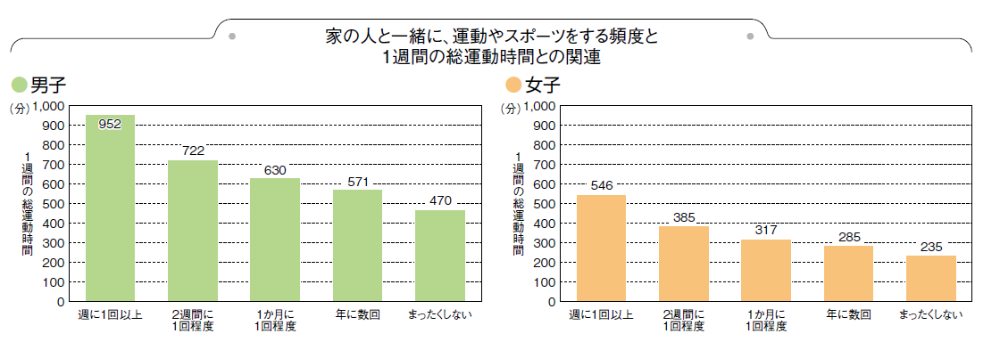 家の人と一緒に、運動やスポーツをする頻度と
1週間の総運動時間との関連
男子
(分)
1週間の総運動時間
1,000
900
800
700
600
500
400
300
200
100
0
952
722
630
571
470
週に1回以上
2週間に
1回程度
1か月に
1回程度
年に数回
まったくしない
女子
(分)
1週間の総運動時間
1,000
900
800
700
600
500
400
300
200
100
0
546
385
317
285
235
週に1回以上
2週間に
1回程度
1か月に
1回程度
年に数回
まったくしない